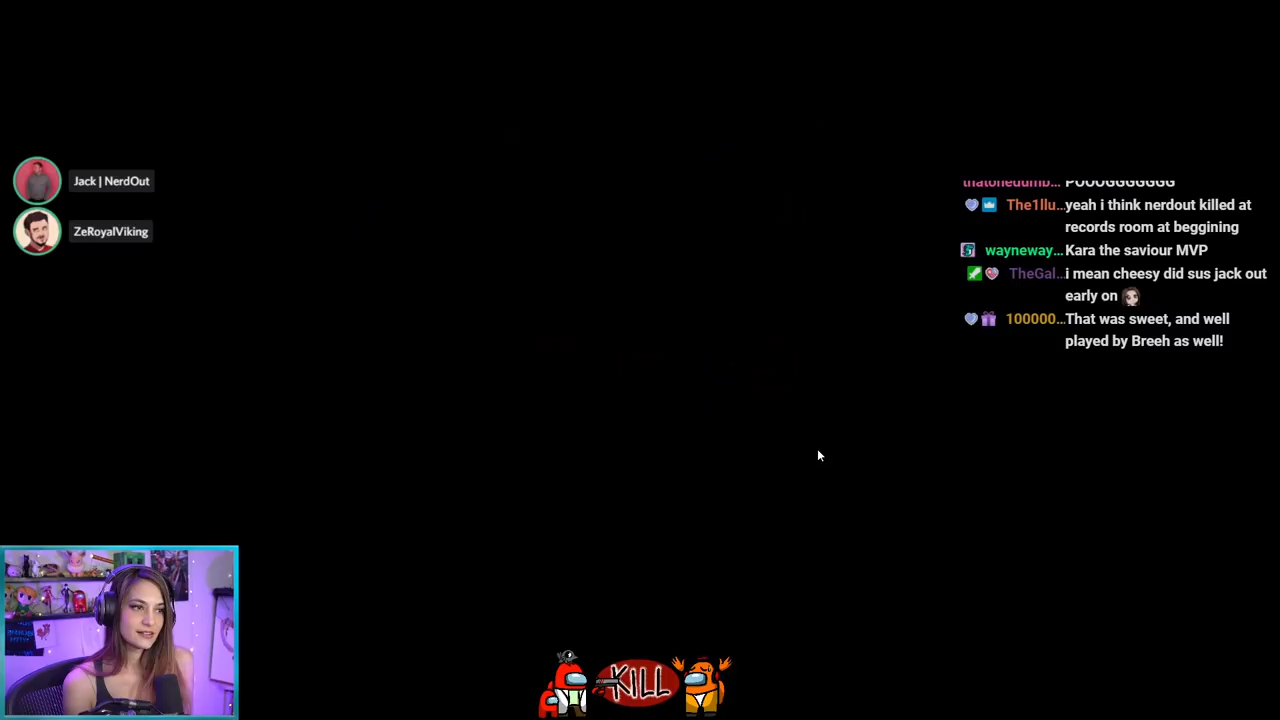 Jack | NerdOut
ZeRoyalViking
thatonedumb... POOOGGGGGGG
The1llu... yeah i think nerdout killed at
records room at beggining
wayneway... Kara the saviour MVP
TheGal... i mean cheesy did sus jack out
early on
100000... That was sweet, and well
played by Breeh as well!
KILL